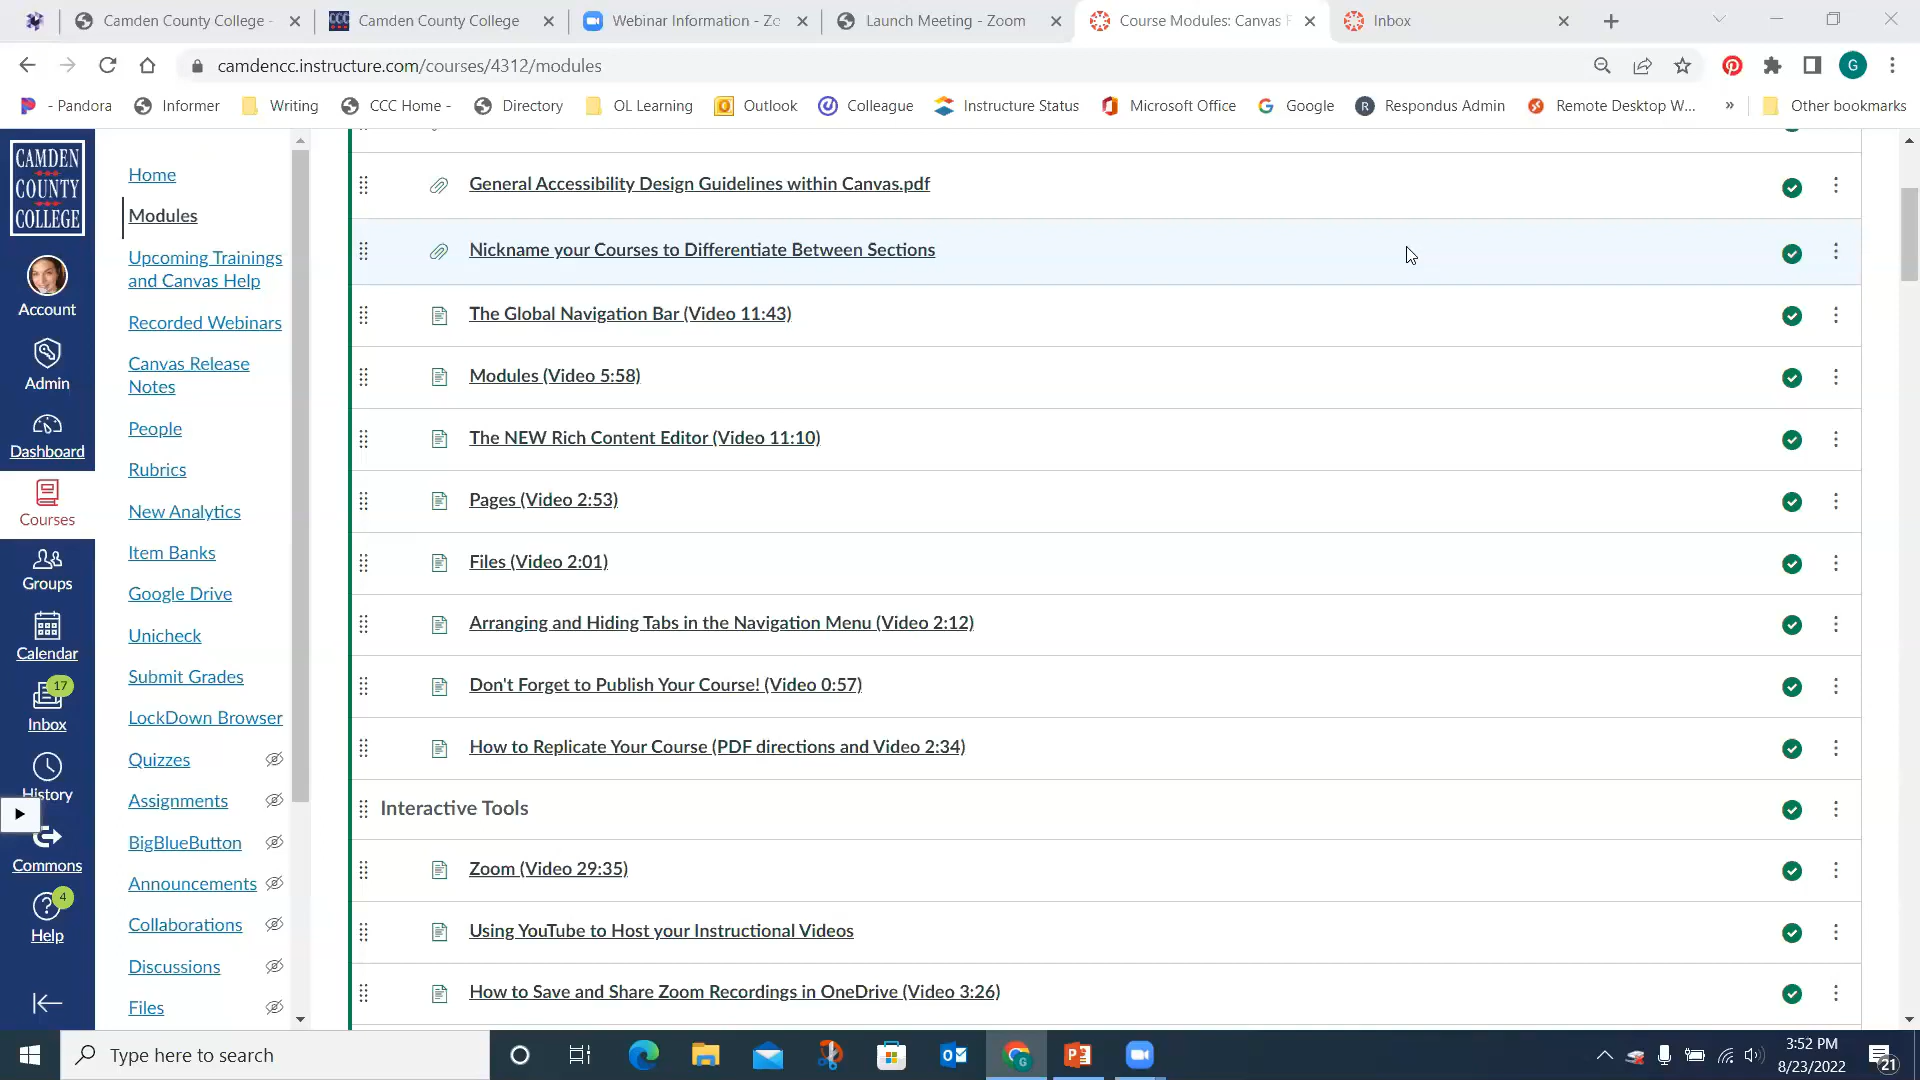 Camden County College -
Camden County College
Webinar Information - Zo
Launch Meeting - Zoom
Course Modules: Canvas F
Inbox
camdencc.instructure.com/courses/4312/modules
G
- Pandora
Informer
Writing
CCC Home -
Directory
OL Learning
Outlook
Colleague
Instructure Status
Microsoft Office
Google
Respondus Admin
Remote Desktop W...
»
Other bookmarks
CAMDEN
COUNTY
COLLEGE
Account
Admin
Dashboard
Courses
Groups
Calendar
17
Inbox
History
Commons
4
Help
Home
Modules
Upcoming Trainings
and Canvas Help
Recorded Webinars
Canvas Release
Notes
People
Rubrics
New Analytics
Item Banks
Google Drive
Unicheck
Submit Grades
LockDown Browser
Quizzes
Assignments
BigBlueButton
Announcements
Collaborations
Discussions
Files
General Accessibility Design Guidelines within Canvas.pdf
Nickname your Courses to Differentiate Between Sections
The Global Navigation Bar (Video 11:43)
Modules (Video 5:58)
The NEW Rich Content Editor (Video 11:10)
Pages (Video 2:53)
Files (Video 2:01)
Arranging and Hiding Tabs in the Navigation Menu (Video 2:12)
Don't Forget to Publish Your Course! (Video 0:57)
How to Replicate Your Course (PDF directions and Video 2:34)
Interactive Tools
Zoom (Video 29:35)
Using YouTube to Host your Instructional Videos
How to Save and Share Zoom Recordings in OneDrive (Video 3:26)
Type here to search
3:52 PM
8/23/2022
21